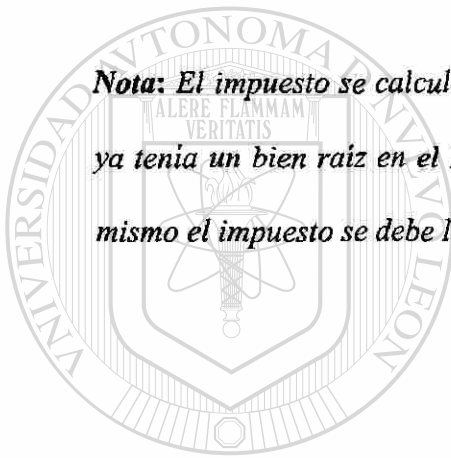 Nota: El impuesto se calcul
ya tenía un bien raíz en el
mismo el impuesto se debe l
UNIVERSIDAD AUTONOMA DE NUEVO LEON
ALERE FLAMMAM
VERITATIS